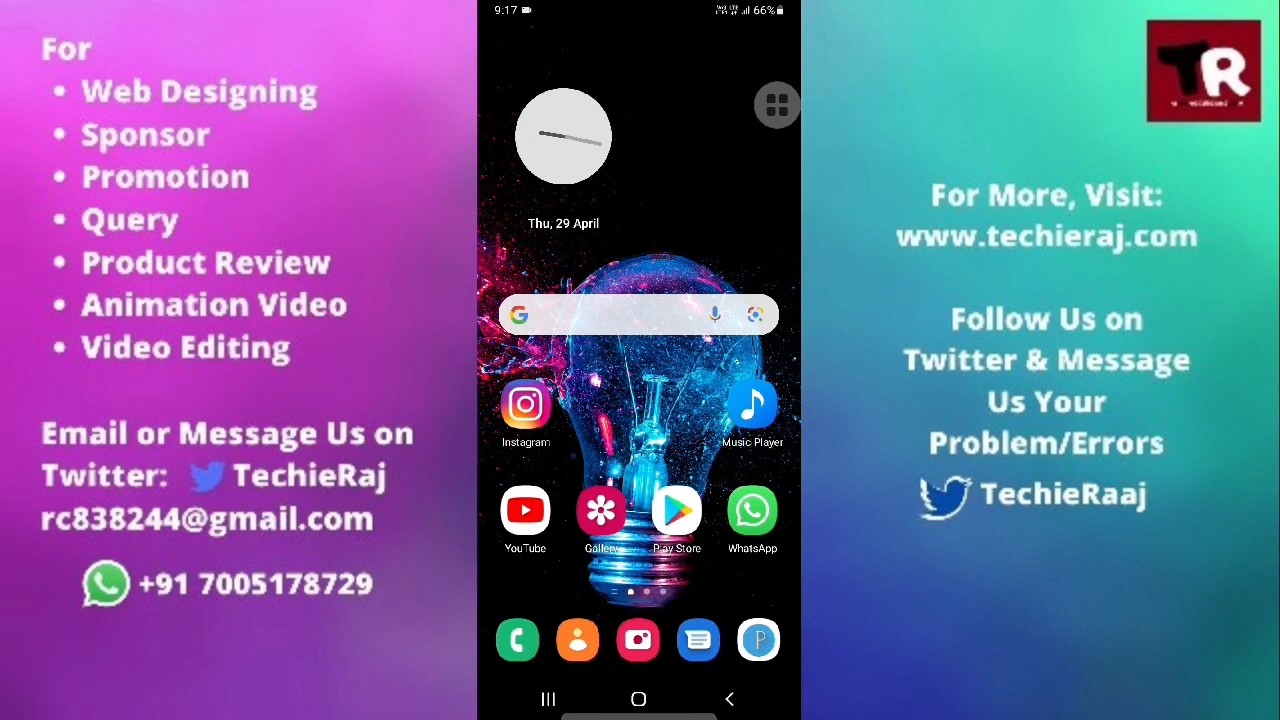 For
• Web Designing
• Sponsor
• Promotion
• Query
• Product Review
• Animation Video
• Video Editing
Email or Message Us on
Twitter: TechieRaj
rc838244@gmail.com
+91 7005178729
9:17
66%
Thu, 29 April
Instagram
Music Player
YouTube
Gallery
Play Store
WhatsApp
TR
For More, Visit:
www.techieraj.com
Follow Us on
Twitter & Message
Us Your
Problem/Errors
TechieRaaj